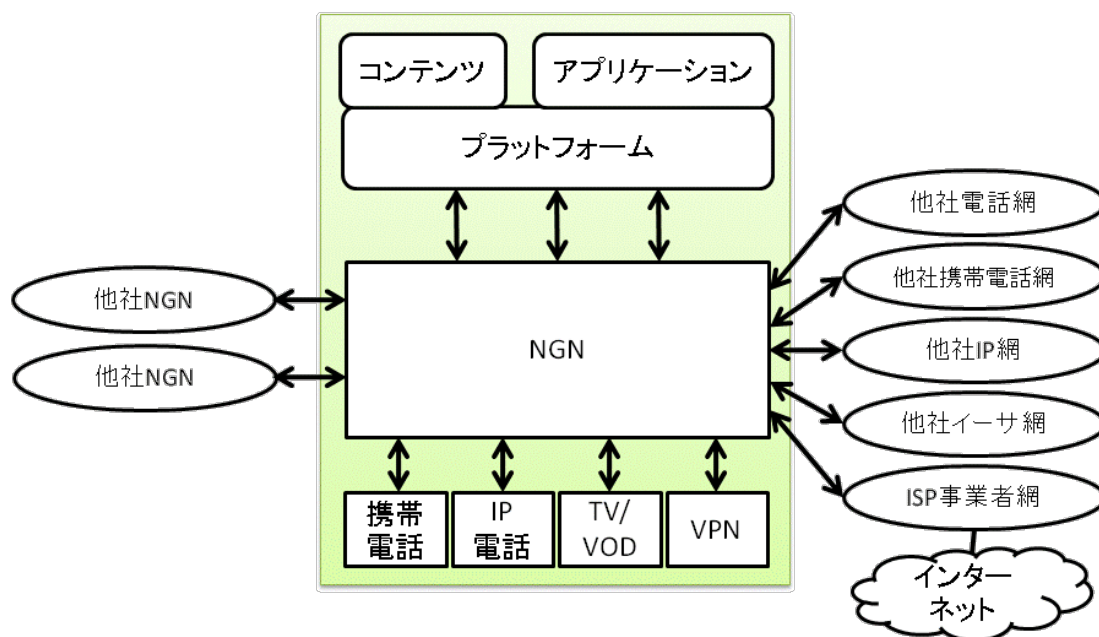 コンテンツ
アプリケーション
プラットフォーム
他社NGN
他社NGN
NGN
他社電話網
他社携帯電話網
他社IP網
他社イーサ網
ISP事業者網
インター
ネット
携帯
電話
IP
電話
TV/
VOD
VPN